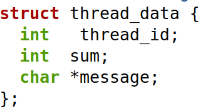 struct thread_data {
   int   thread_id;
   int  sum;
   char *message;
};